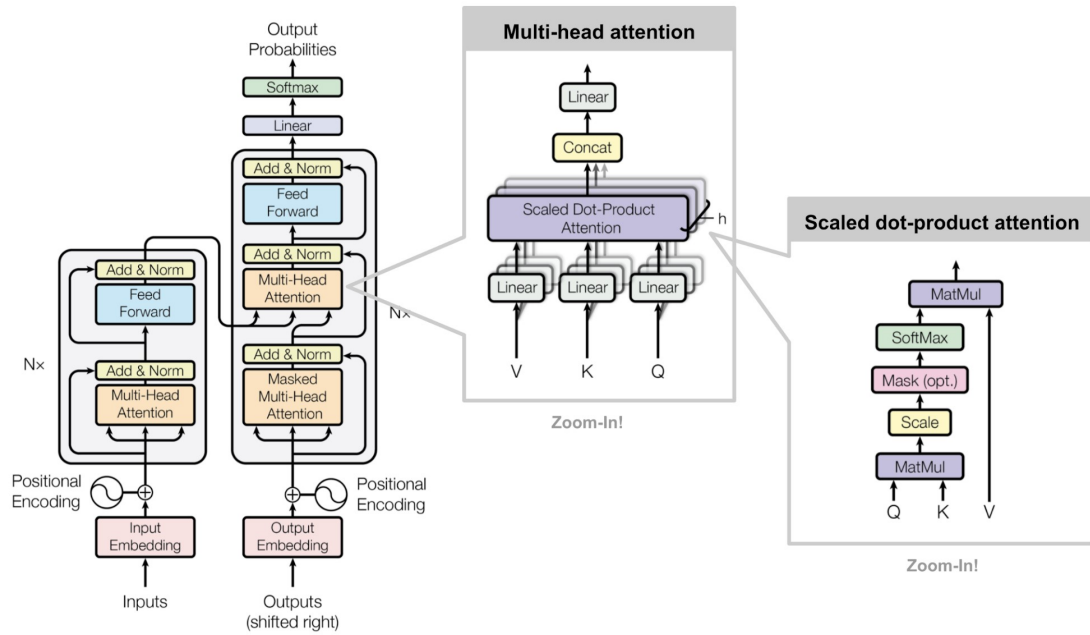 Output
Probabilities
Softmax
Linear
Add & Norm
Feed
Forward
Add & Norm
Multi-Head
Attention
Add & Norm
Masked
Multi-Head
Attention
Nx
Positional
Encoding
Output
Embedding
Outputs
(shifted right)
Add & Norm
Feed
Forward
Nx
Add & Norm
Multi-Head
Attention
Positional
Encoding
Input
Embedding
Inputs
Multi-head attention
Linear
Concat
Scaled Dot-Product
Attention
h
Linear Linear Linear
V K Q
Zoom-In!
Scaled dot-product attention
MatMul
SoftMax
Mask (opt.)
Scale
MatMul
Q K V
Zoom-In!